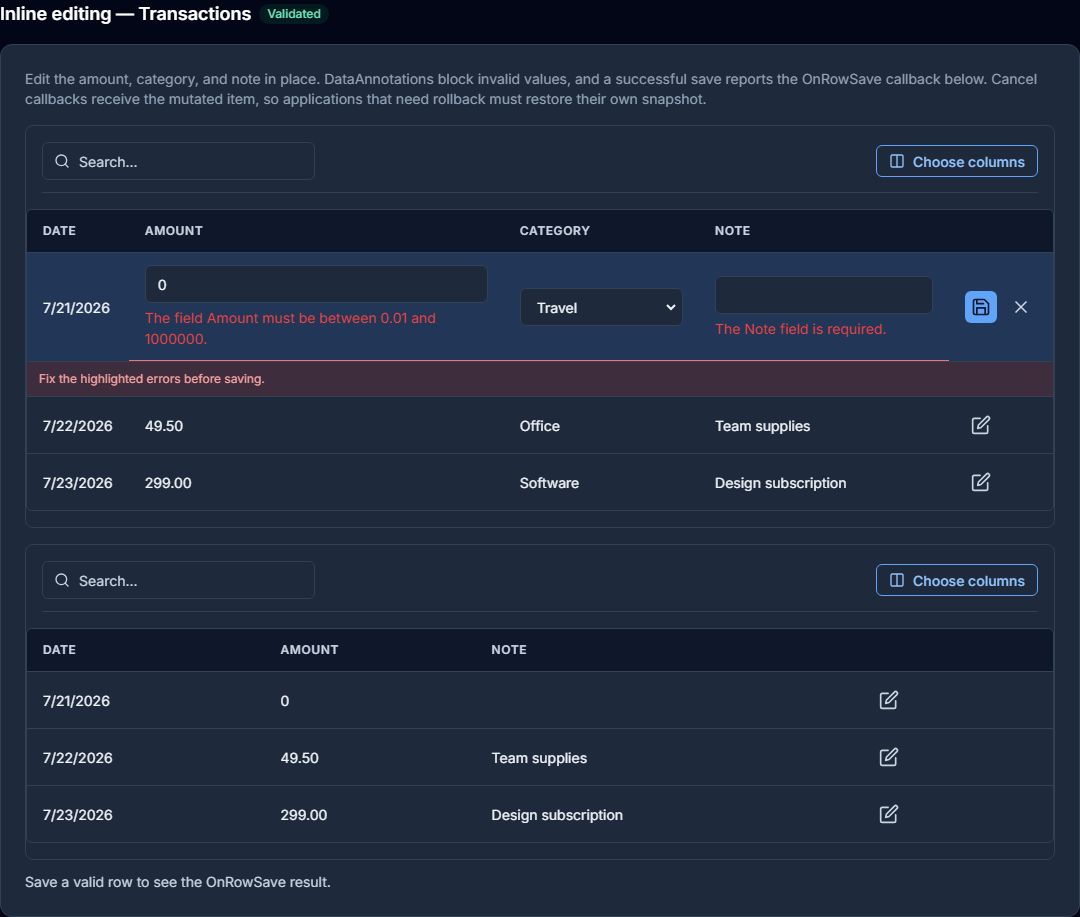 Inline editing — Transactions Validated
Edit the amount, category, and note in place. DataAnnotations block invalid values, and a successful save reports the OnRowSave callback below. Cancel
callbacks receive the mutated item, so applications that need rollback must restore their own snapshot.
Search... Choose columns
DATE AMOUNT CATEGORY NOTE
7/21/2026 0 Travel
The field Amount must be between 0.01 and
1000000.
The Note field is required.
Fix the highlighted errors before saving.
7/22/2026 49.50 Office Team supplies
7/23/2026 299.00 Software Design subscription
Search... Choose columns
DATE AMOUNT NOTE
7/21/2026 0
7/22/2026 49.50 Team supplies
7/23/2026 299.00 Design subscription
Save a valid row to see the OnRowSave result.